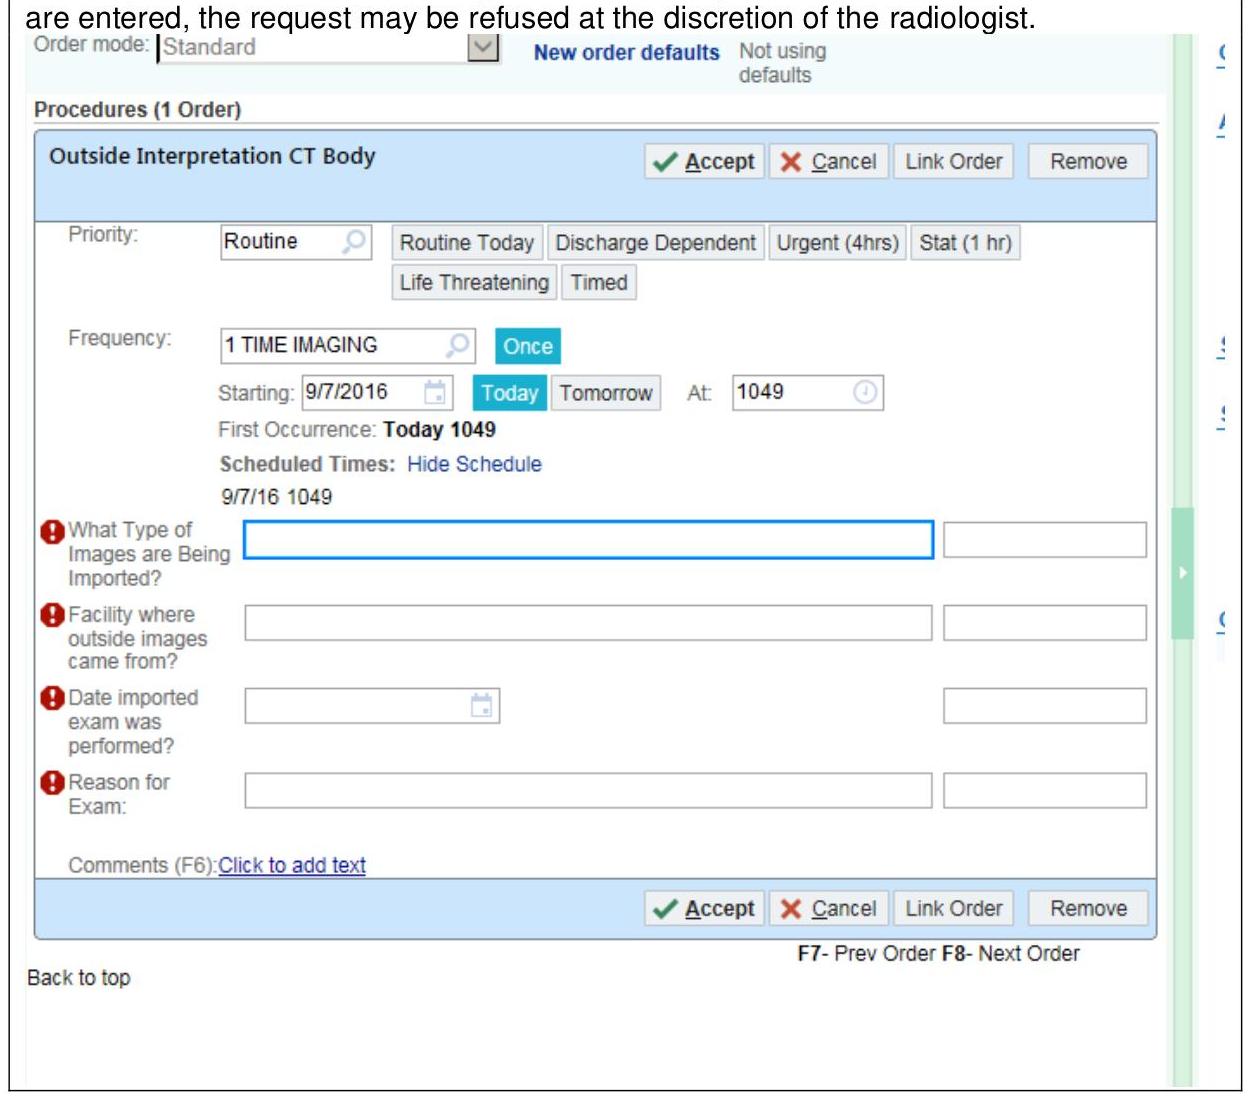 are entered, the request may be refused at the discretion of the radiologist.
Order mode: Standard New order defaults Not using
defaults
Procedures (1 Order)
Outside Interpretation CT Body Accept Cancel Link Order Remove
Priority: Routine Routine Today Discharge Dependent Urgent (4hrs) Stat (1 hr)
Life Threatening Timed
Frequency: 1 TIME IMAGING Once
Starting: 9/7/2016 Today Tomorrow At: 1049
First Occurrence: Today 1049
Scheduled Times: Hide Schedule
9/7/16 1049
What Type of
Images are Being
Imported?
Facility where
outside images
came from?
Date imported
exam was
performed?
Reason for
Exam:
Comments (F6):Click to add text
Accept Cancel Link Order Remove
F7- Prev Order F8- Next Order
Back to top